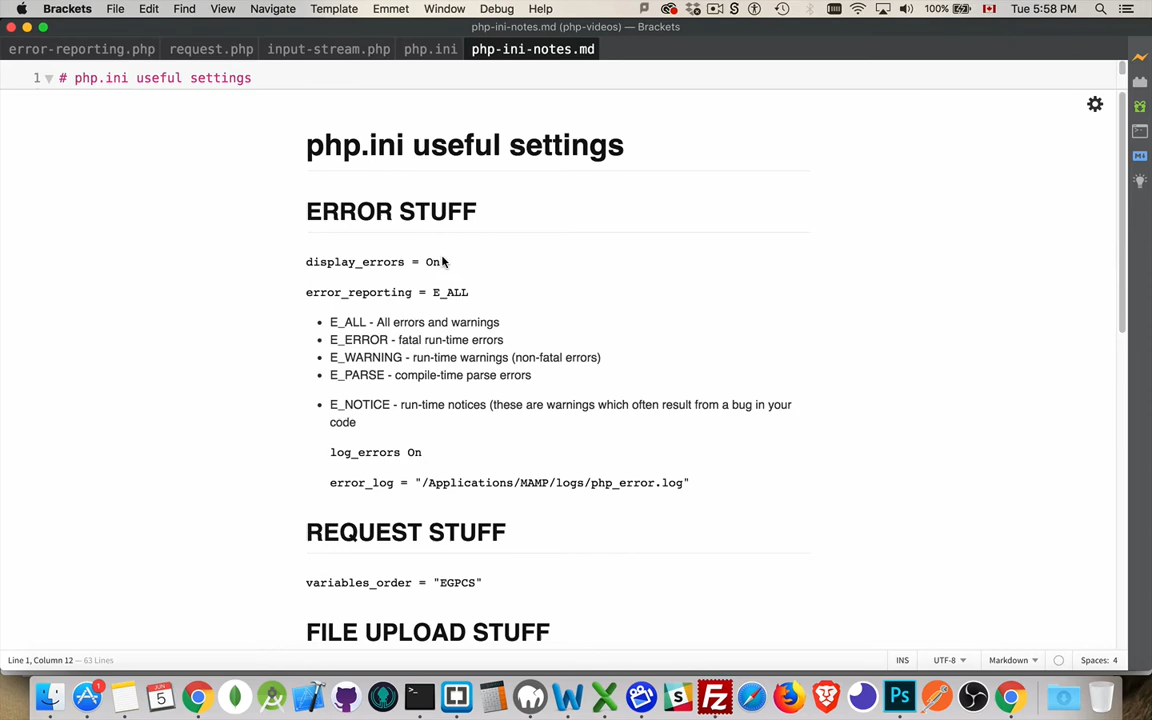 Brackets File Edit Find View Navigate Template Emmet Window Debug Help 100% Tue 5:58 PM
php-ini-notes.md (php-videos) — Brackets
error-reporting.php request.php input-stream.php php.ini php-ini-notes.md
1 # php.ini useful settings
php.ini useful settings
ERROR STUFF
display_errors = On
error_reporting = E_ALL
• E_ALL - All errors and warnings
• E_ERROR - fatal run-time errors
• E_WARNING - run-time warnings (non-fatal errors)
• E_PARSE - compile-time parse errors
• E_NOTICE - run-time notices (these are warnings which often result from a bug in your
code
log_errors On
error_log = "/Applications/MAMP/logs/php_error.log"
REQUEST STUFF
variables_order = "EGPCS"
FILE UPLOAD STUFF
Line 1, Column 12 — 63 Lines INS UTF-8 Markdown Spaces: 4